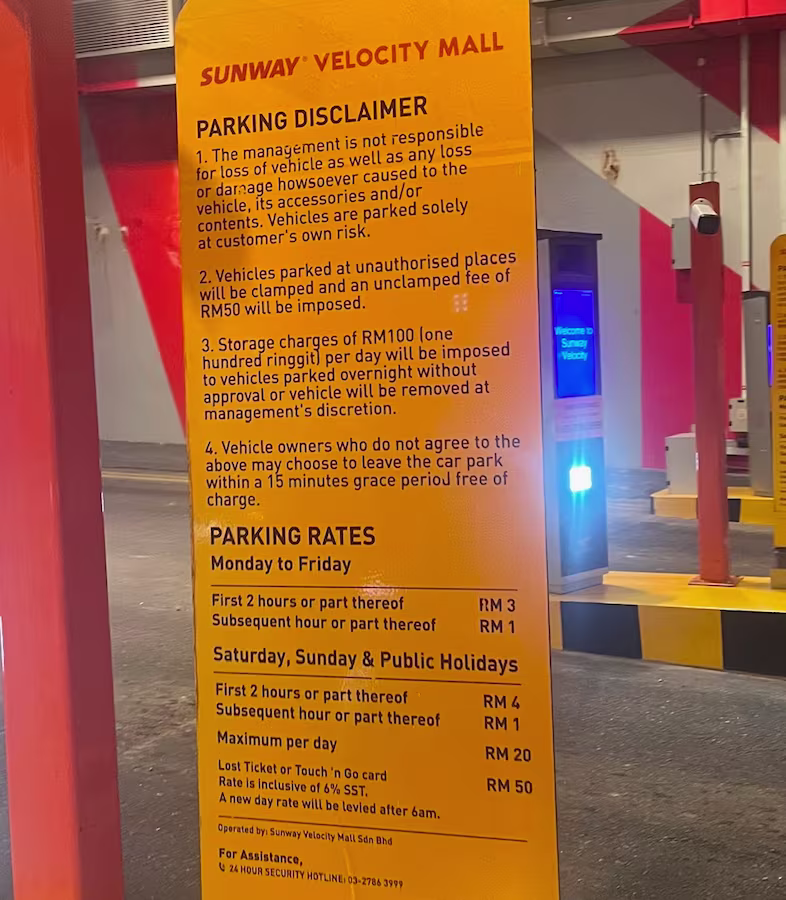 SUNWAY® VELOCITY MALL
PARKING DISCLAIMER
1. The management is not responsible
for loss of vehicle as well as any loss
or damage howsoever caused to the
vehicle, its accessories and/or
contents. Vehicles are parked solely
at customer's own risk.
2. Vehicles parked at unauthorised places
will be clamped and an unclamped fee of
RM50 will be imposed.
3. Storage charges of RM100 (one
hundred ringgit) per day will be imposed
to vehicles parked overnight without
approval or vehicle will be removed at
management's discretion.
4. Vehicle owners who do not agree to the
above may choose to leave the car park
within a 15 minutes grace period free of
charge.
PARKING RATES
Monday to Friday
First 2 hours or part thereof RM 3
Subsequent hour or part thereof RM 1
Saturday, Sunday & Public Holidays
First 2 hours or part thereof RM 4
Subsequent hour or part thereof RM 1
Maximum per day RM 20
Lost Ticket or Touch 'n Go card RM 50
Rate is inclusive of 6% SST.
A new day rate will be levied after 6am.
Operated by: Sunway Velocity Mall Sdn Bhd
For Assistance,
24 HOUR SECURITY HOTLINE: 03-2786 3999
Welcome to
Sunway
Velocity